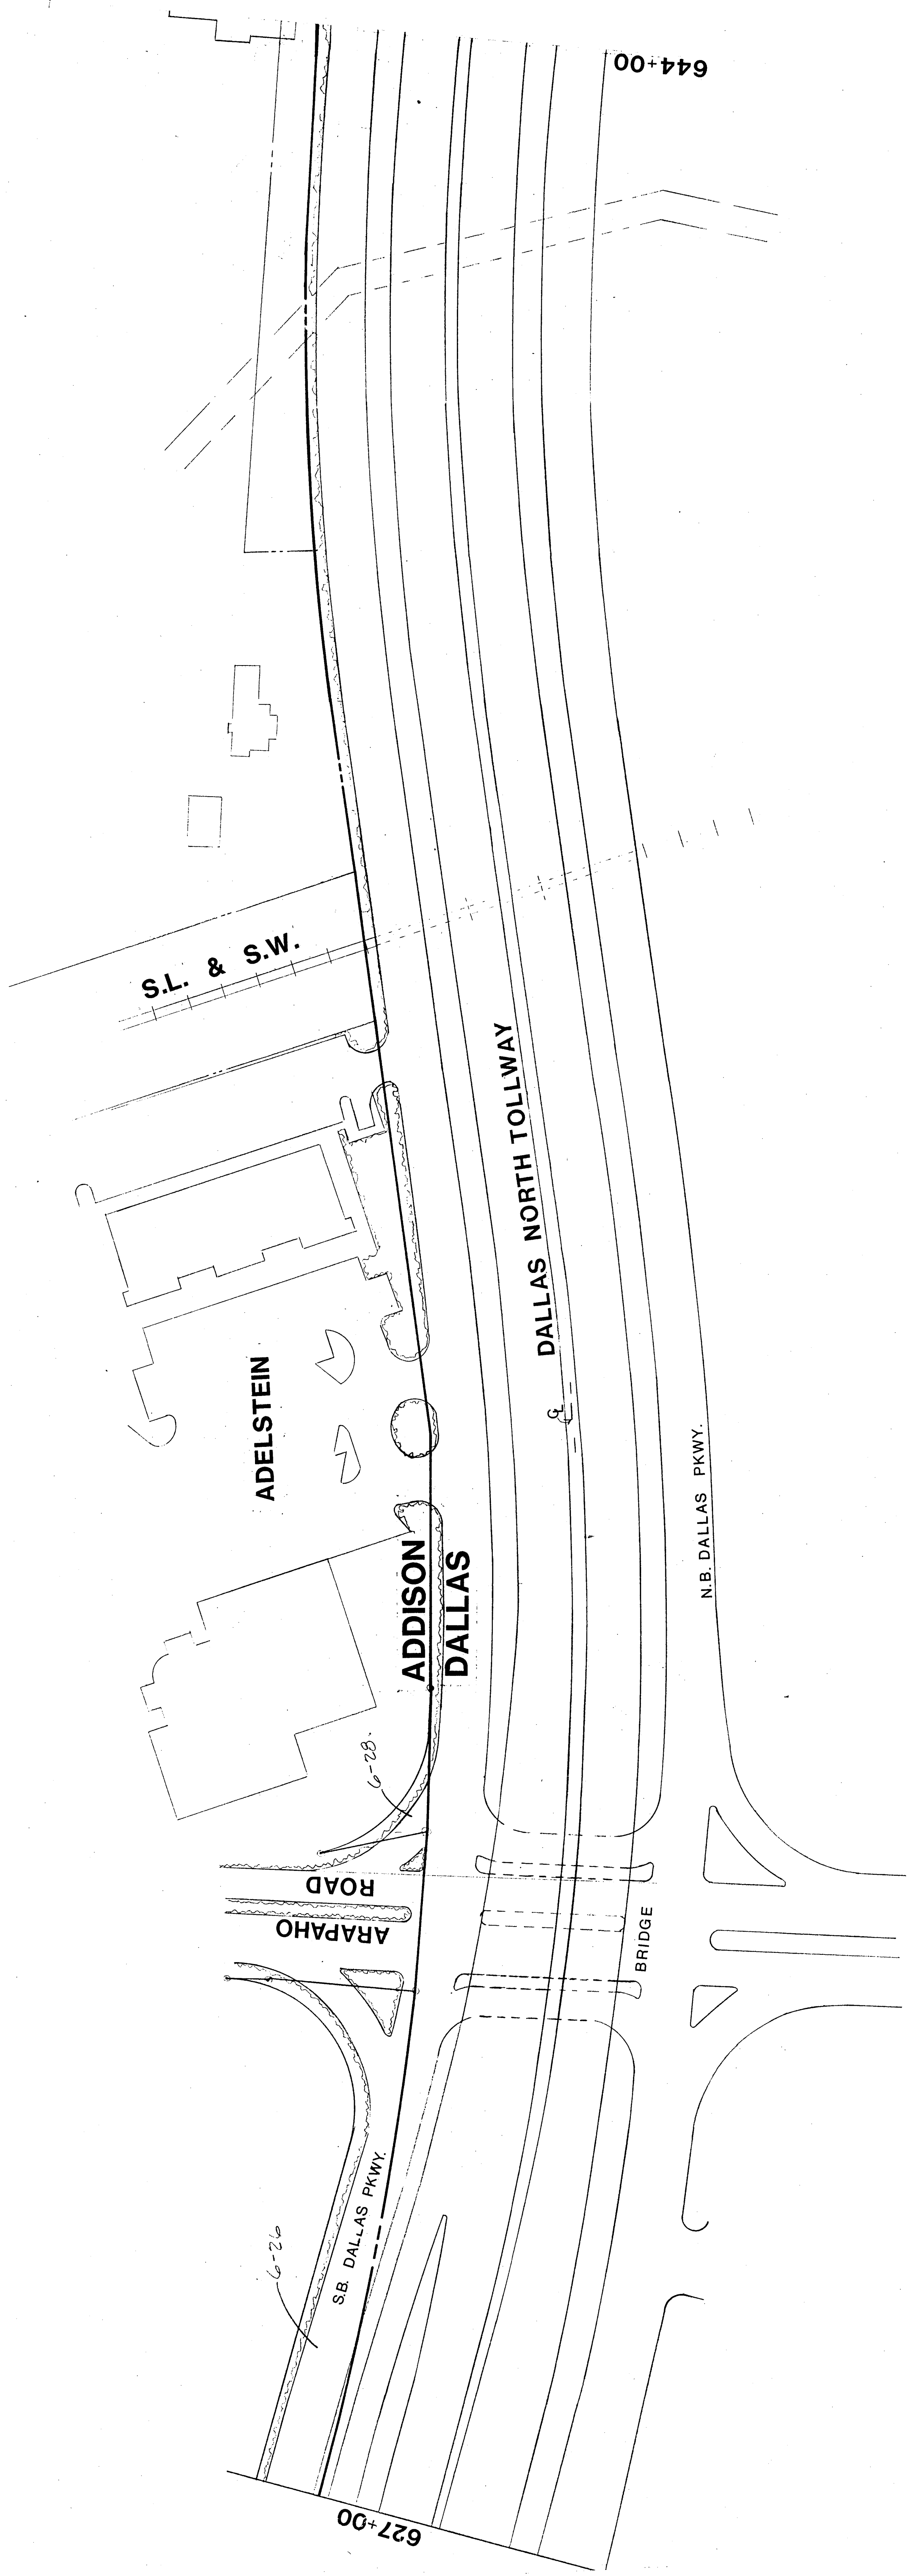 644+00
S.L. & S.W.
DALLAS NORTH TOLLWAY
ADELSTEIN
N.B. DALLAS PKWY.
ADDISON
DALLAS
6-28.
ARAPAHO
ROAD
BRIDGE
S.B. DALLAS PKWY.
6-26
627+00